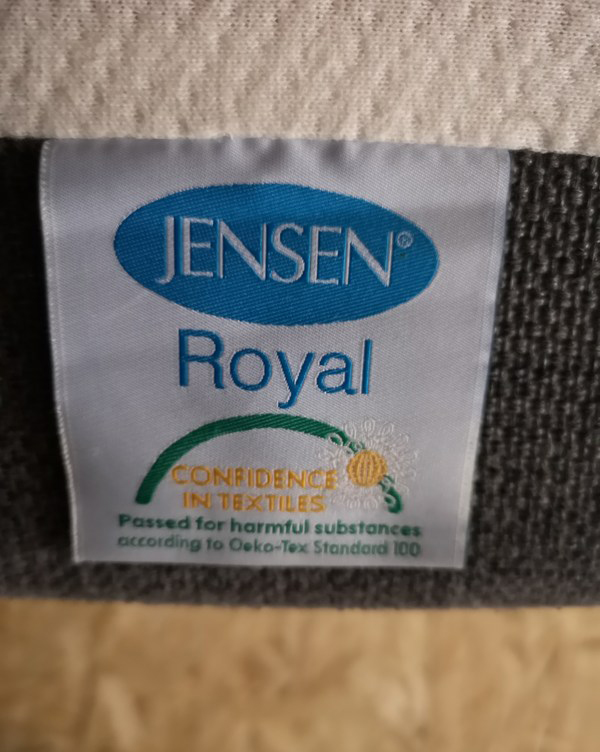 JENSEN®
Royal
CONFIDENCE
IN TEXTILES
Passed for harmful substances
according to Oeko-Tex Standard 100